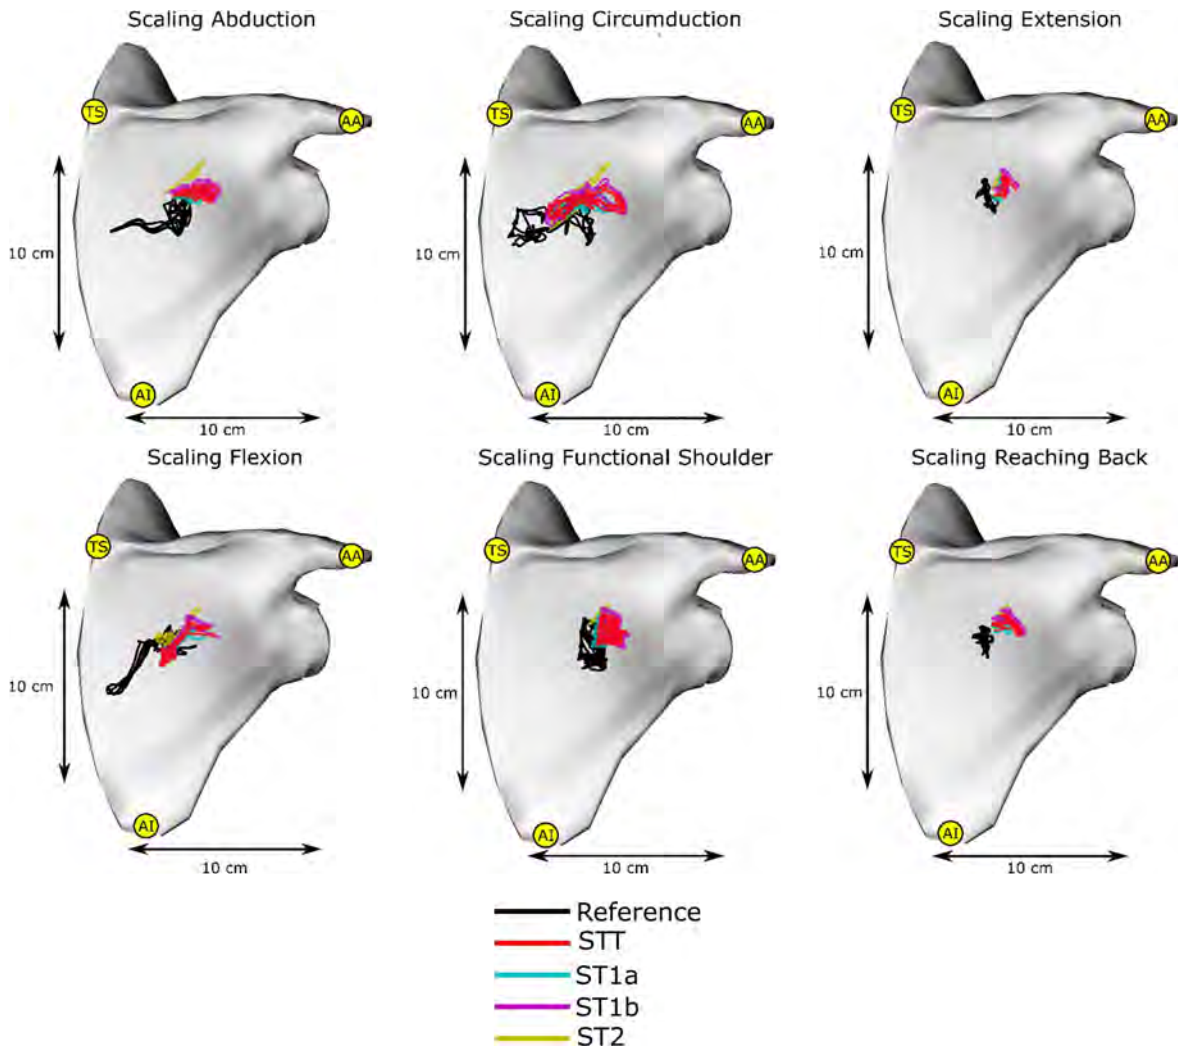 Scaling Abduction
Scaling Circumduction
Scaling Extension
TS
AA
TS
AA
TS
AA
10 cm
10 cm
10 cm
AI
AI
AI
10 cm
10 cm
10 cm
Scaling Flexion
Scaling Functional Shoulder
Scaling Reaching Back
TS
AA
TS
AA
TS
AA
10 cm
10 cm
10 cm
AI
AI
AI
10 cm
10 cm
10 cm
Reference
STT
ST1a
ST1b
ST2